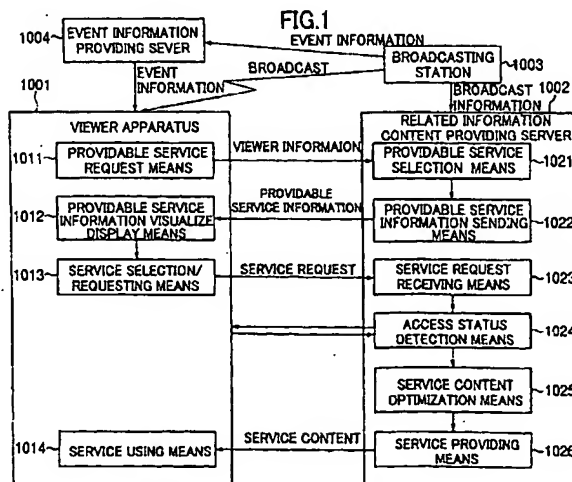 FIG.1
1004
EVENT INFORMATION
PROVIDING SEVER
EVENT INFORMATION
BROADCASTING
STATION
1003
EVENT
INFORMATION
BROADCAST
BROADCAST
INFORMATION
1002
1001
VIEWER APPARATUS
RELATED INFORMATION
CONTENT PROVIDING SERVER
1011
PROVIDABLE SERVICE
REQUEST MEANS
VIEWER INFORMAION
PROVIDABLE SERVICE
SELECTION MEANS
1021
1012
PROVIDABLE SERVICE
INFORMATION VISUALIZE
DISPLAY MEANS
PROVIDABLE
SERVICE INFORMATION
PROVIDABLE SERVICE
INFORMATION SENDING
MEANS
1022
1013
SERVICE SELECTION/
REQUESTING MEANS
SERVICE REQUEST
SERVICE REQUEST
RECEIVING MEANS
1023
ACCESS STATUS
DETECTION MEANS
1024
SERVICE CONTENT
OPTIMIZATION MEANS
1025
1014
SERVICE USING MEANS
SERVICE CONTENT
SERVICE PROVIDING
MEANS
1026